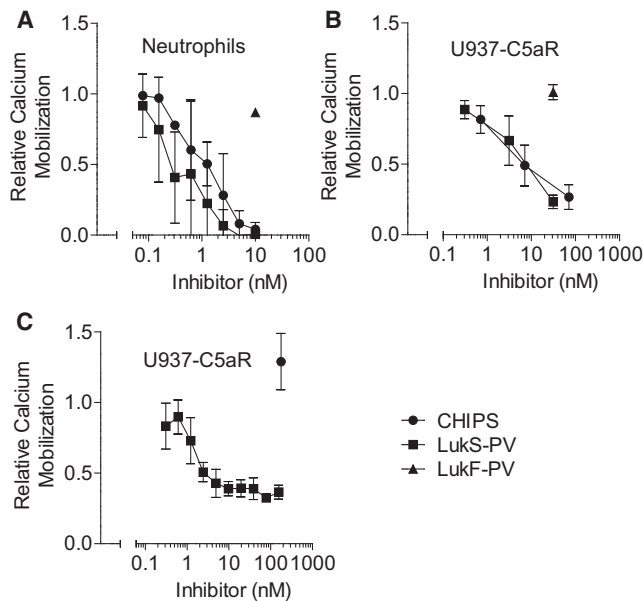 A
Neutrophils
Relative Calcium
Mobilization
1.5
1.0
0.5
0.0
0.1 1 10 100
Inhibitor (nM)
B
U937-C5aR
Relative Calcium
Mobilization
1.5
1.0
0.5
0.0
0.1 1 10 100 1000
Inhibitor (nM)
C
U937-C5aR
Relative Calcium
Mobilization
1.5
1.0
0.5
0.0
0.1 1 10 100 1000
Inhibitor (nM)
CHIPS
LukS-PV
LukF-PV